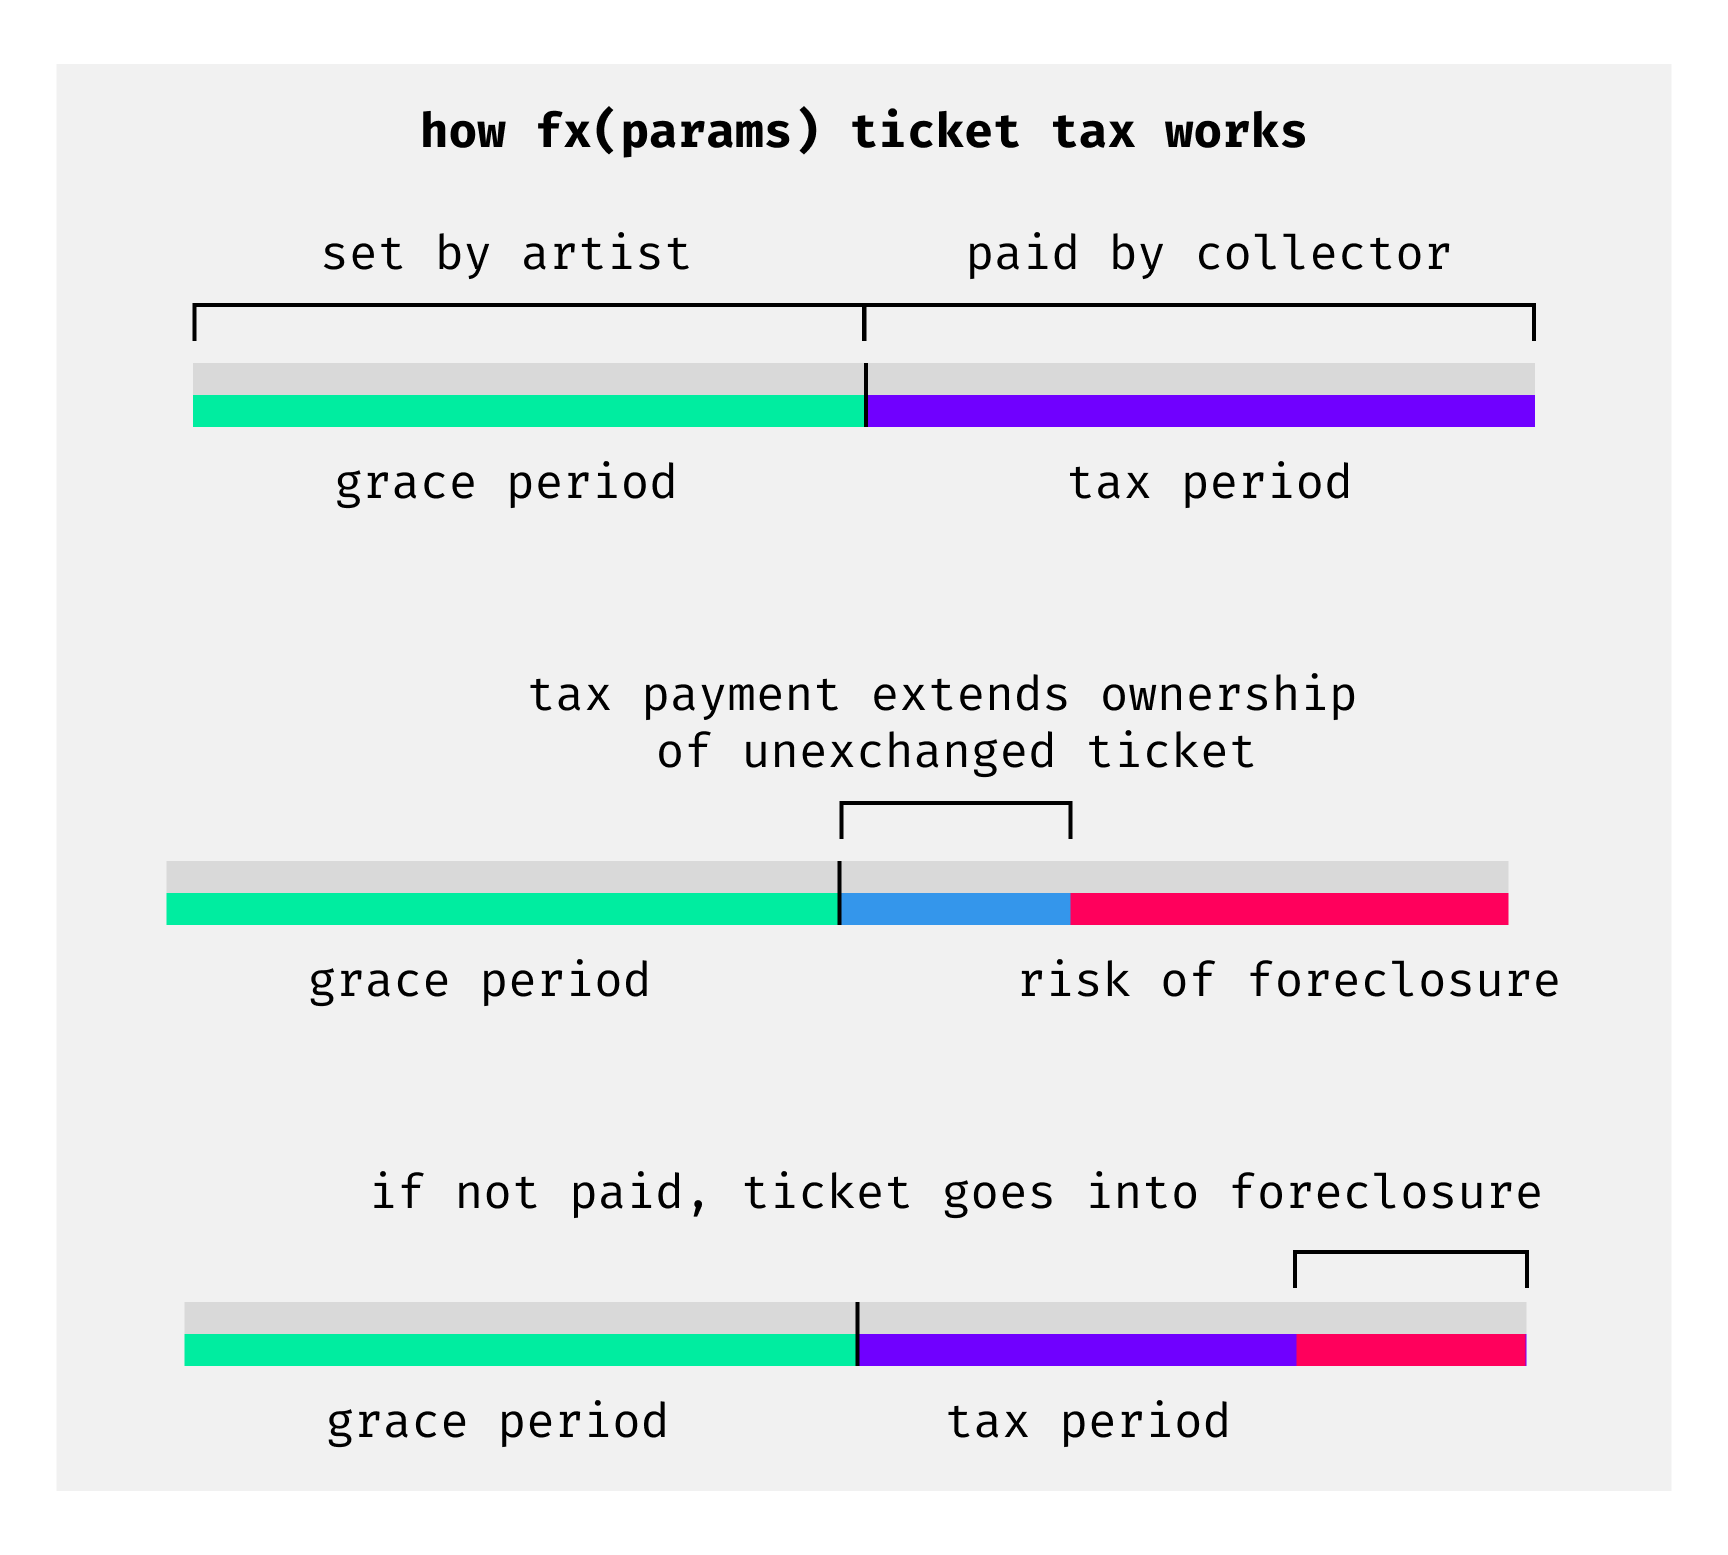 how fx(params) ticket tax works
set by artist
paid by collector
grace period
tax period
tax payment extends ownership
of unexchanged ticket
grace period
risk of foreclosure
if not paid, ticket goes into foreclosure
grace period
tax period